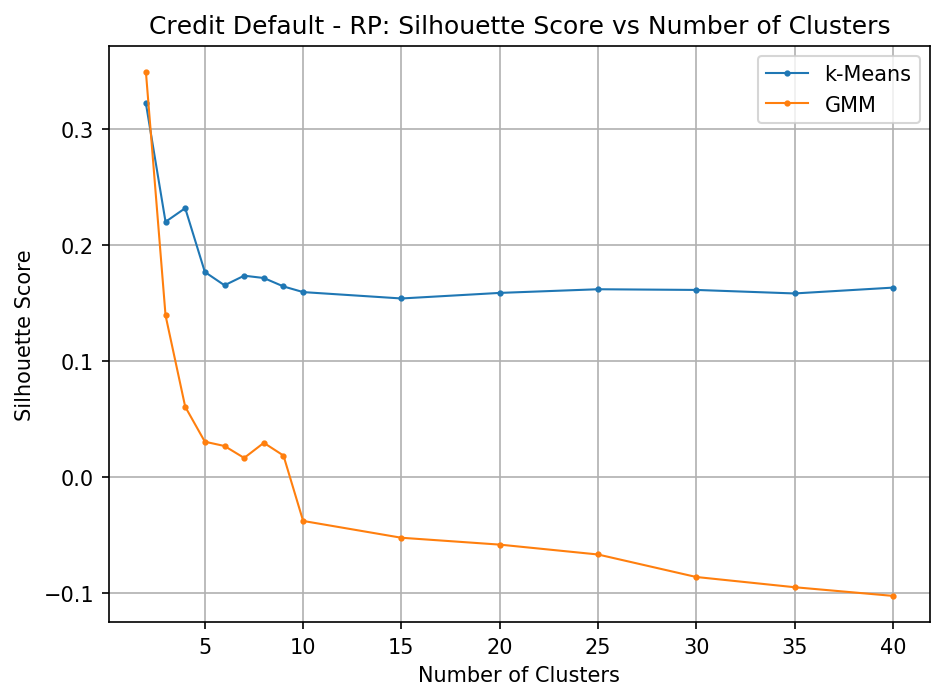 Credit Default - RP: Silhouette Score vs Number of Clusters
k-Means
GMM
Silhouette Score
0.3
0.2
0.1
0.0
−0.1
5 10 15 20 25 30 35 40
Number of Clusters